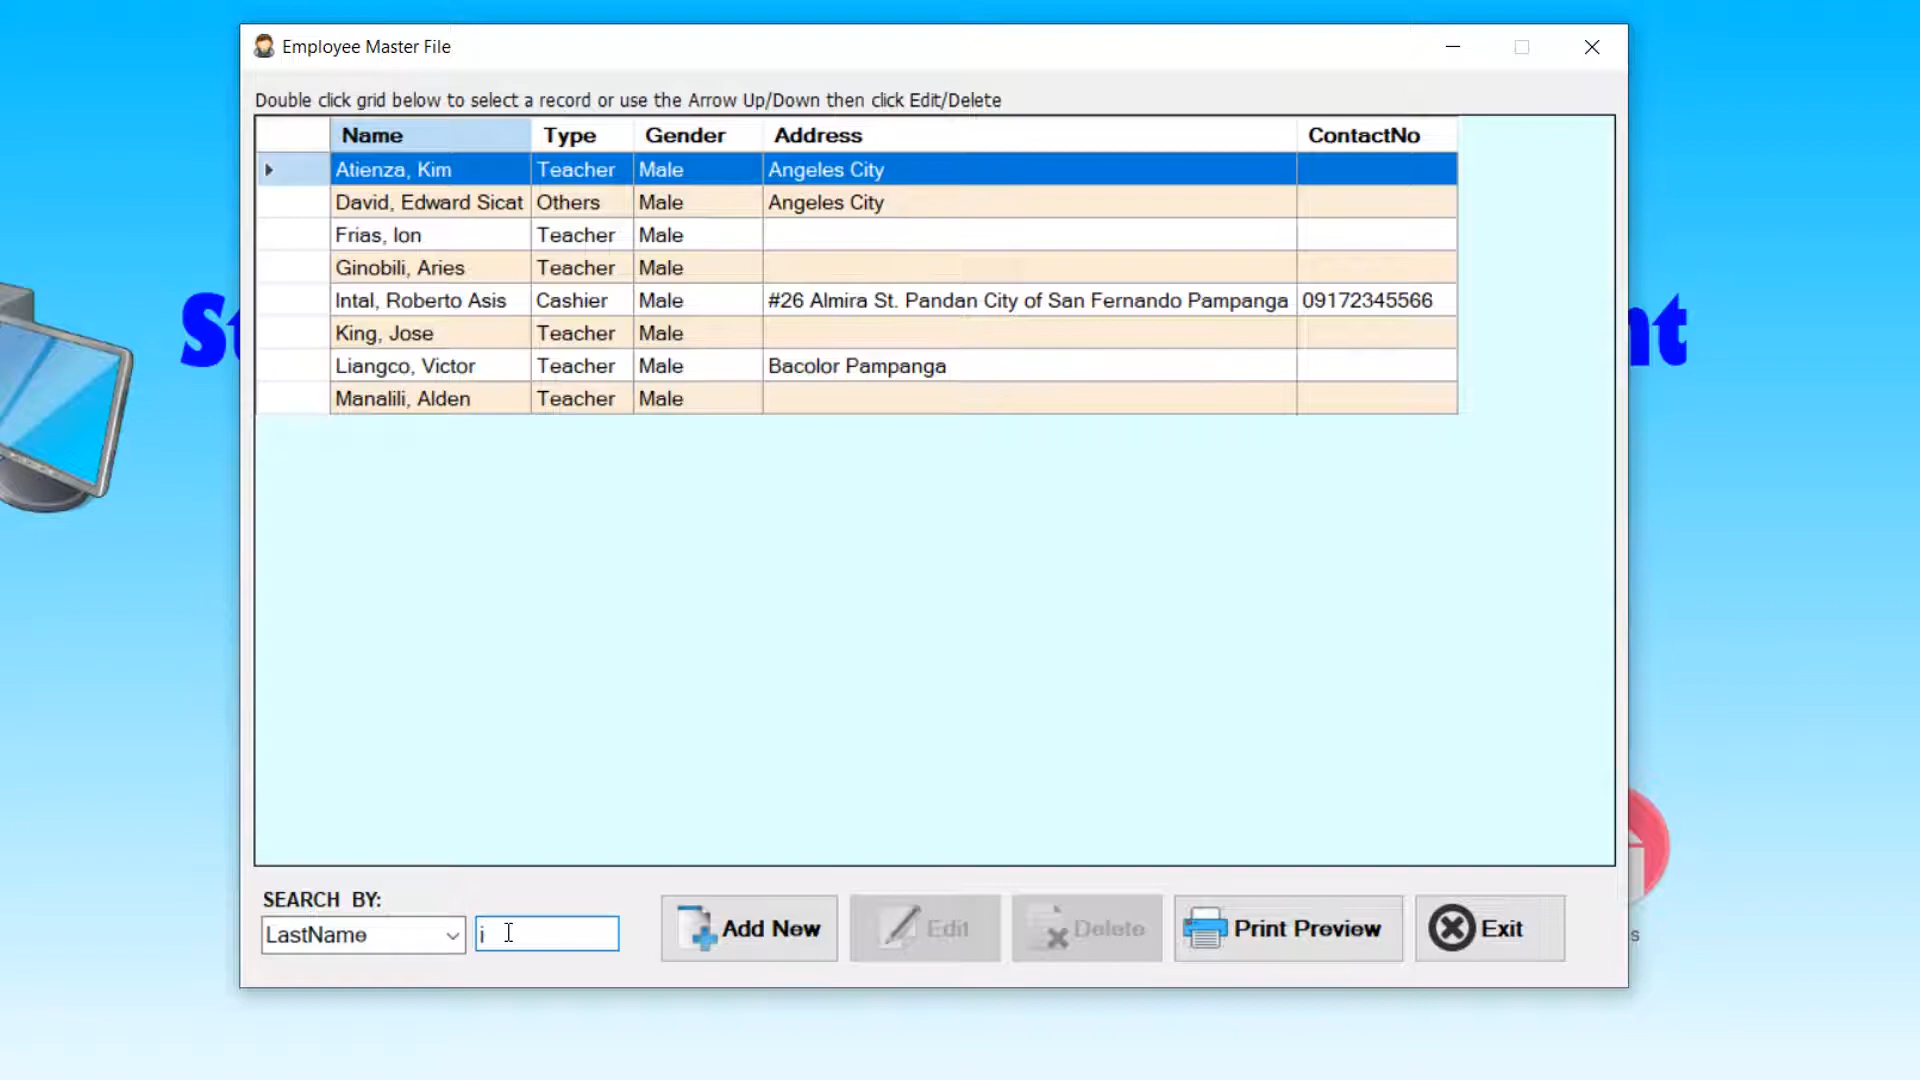 Employee Master File
Double click grid below to select a record or use the Arrow Up/Down then click Edit/Delete
Name Type Gender Address ContactNo
Atienza, Kim Teacher Male Angeles City
David, Edward Sicat Others Male Angeles City
Frias, Ion Teacher Male
Ginobili, Aries Teacher Male
Intal, Roberto Asis Cashier Male #26 Almira St. Pandan City of San Fernando Pampanga 09172345566
King, Jose Teacher Male
Liangco, Victor Teacher Male Bacolor Pampanga
Manalili, Alden Teacher Male
St
nt
SEARCH BY:
LastName i Add New Edit Delete Print Preview Exit
s